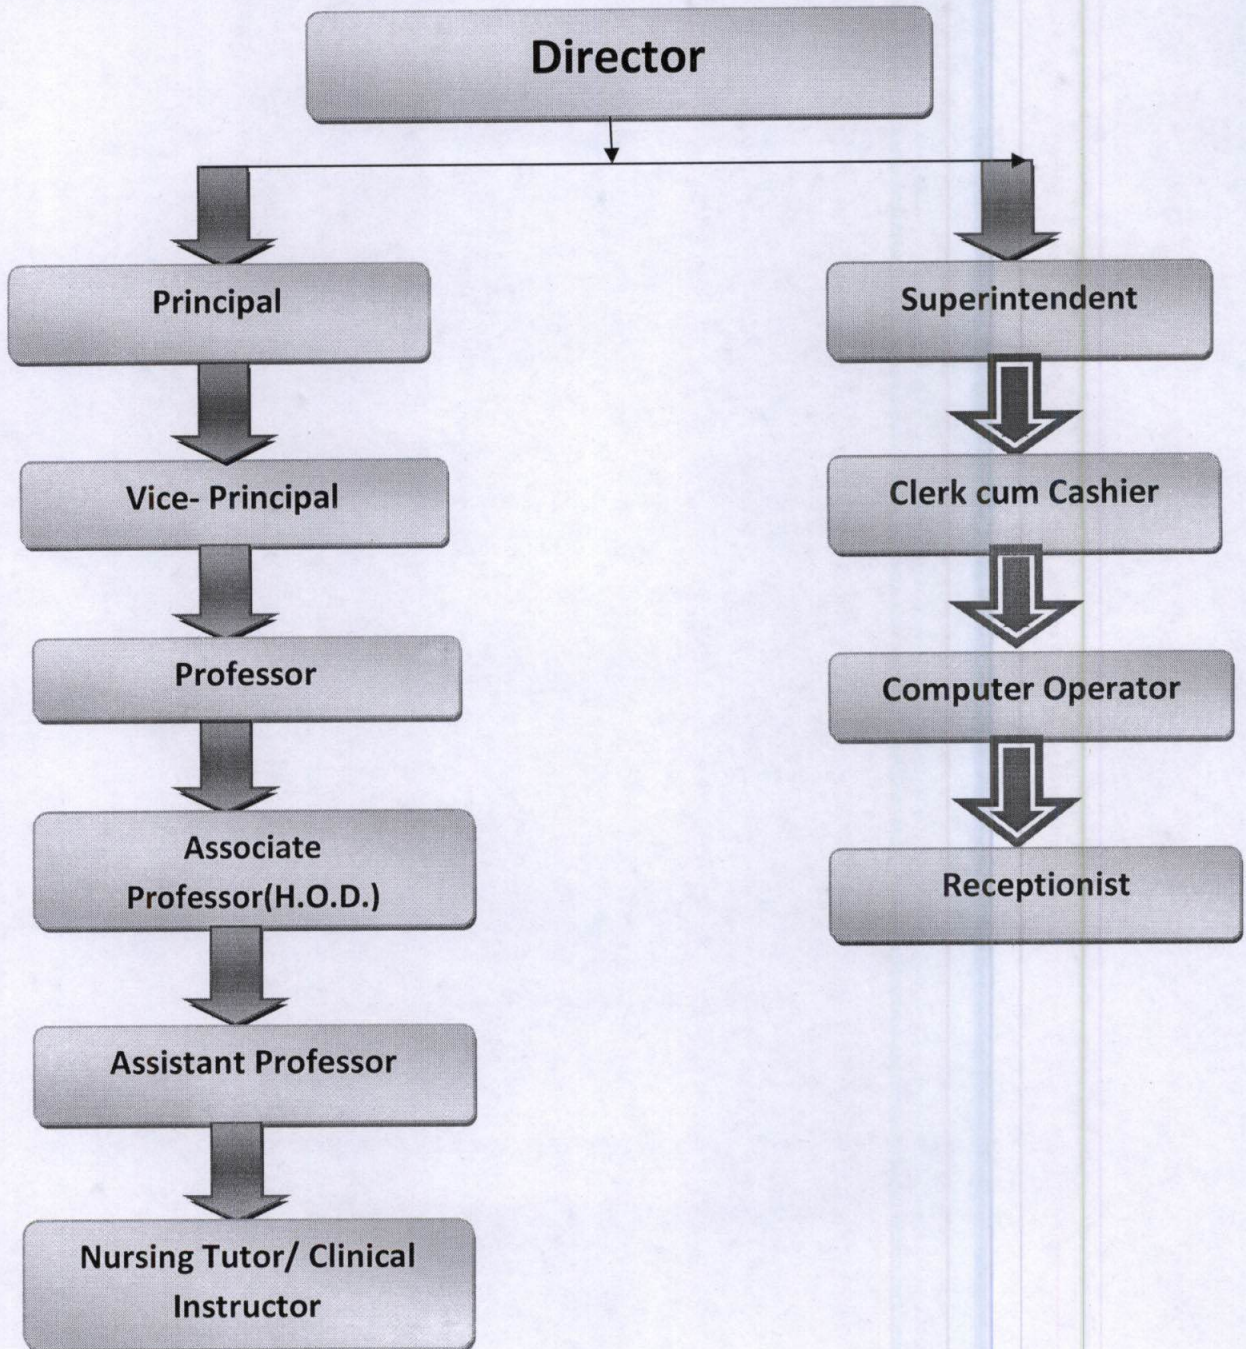 Director
Principal
Vice- Principal
Professor
Associate
Professor(H.O.D.)
Assistant Professor
Nursing Tutor/ Clinical
Instructor
Superintendent
Clerk cum Cashier
Computer Operator
Receptionist